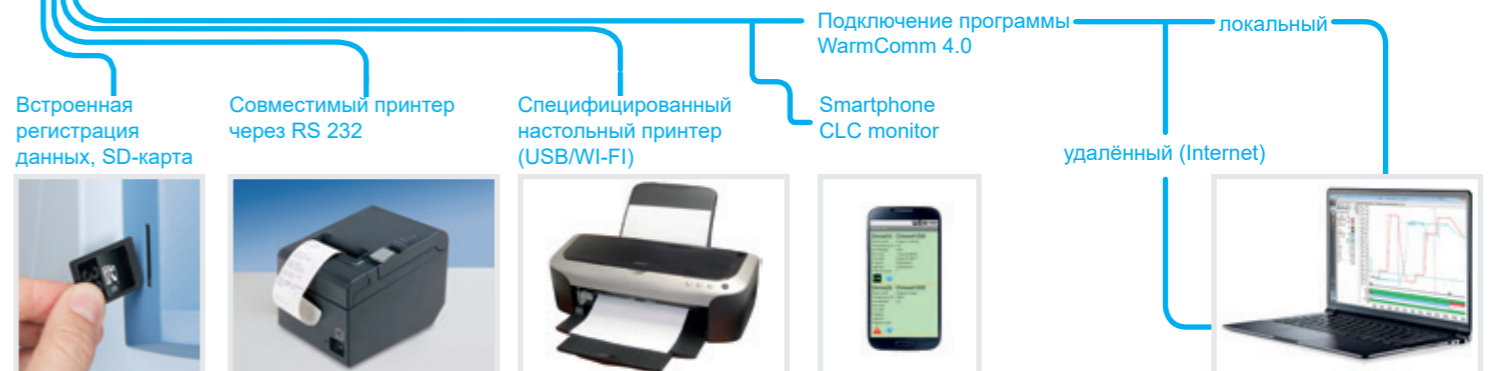 Подключение программы
WarmComm 4.0
локальный
Встроенная
регистрация
данных, SD-карта
Совместимый принтер
через RS 232
Специфицированный
настольный принтер
(USB/WI-FI)
Smartphone
CLC monitor
удалённый (Internet)